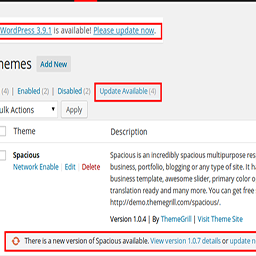 WordPress 3.9.1 is available! Please update now.
hemes Add New
(4) | Enabled (2) | Disabled (2) | Update Available (4)
ulk Actions Apply
Theme Description
Spacious Spacious is an incredibly spacious multipurpose res
Network Enable Edit Delete business, portfolio, blogging or any type of site. It h
business template, awesome slider, primary color o
translation ready and many more. You can get free
http://demo.themegrill.com/spacious/.
Version 1.0.4 | By ThemeGrill | Visit Theme Site
There is a new version of Spacious available. View version 1.0.7 details or update n